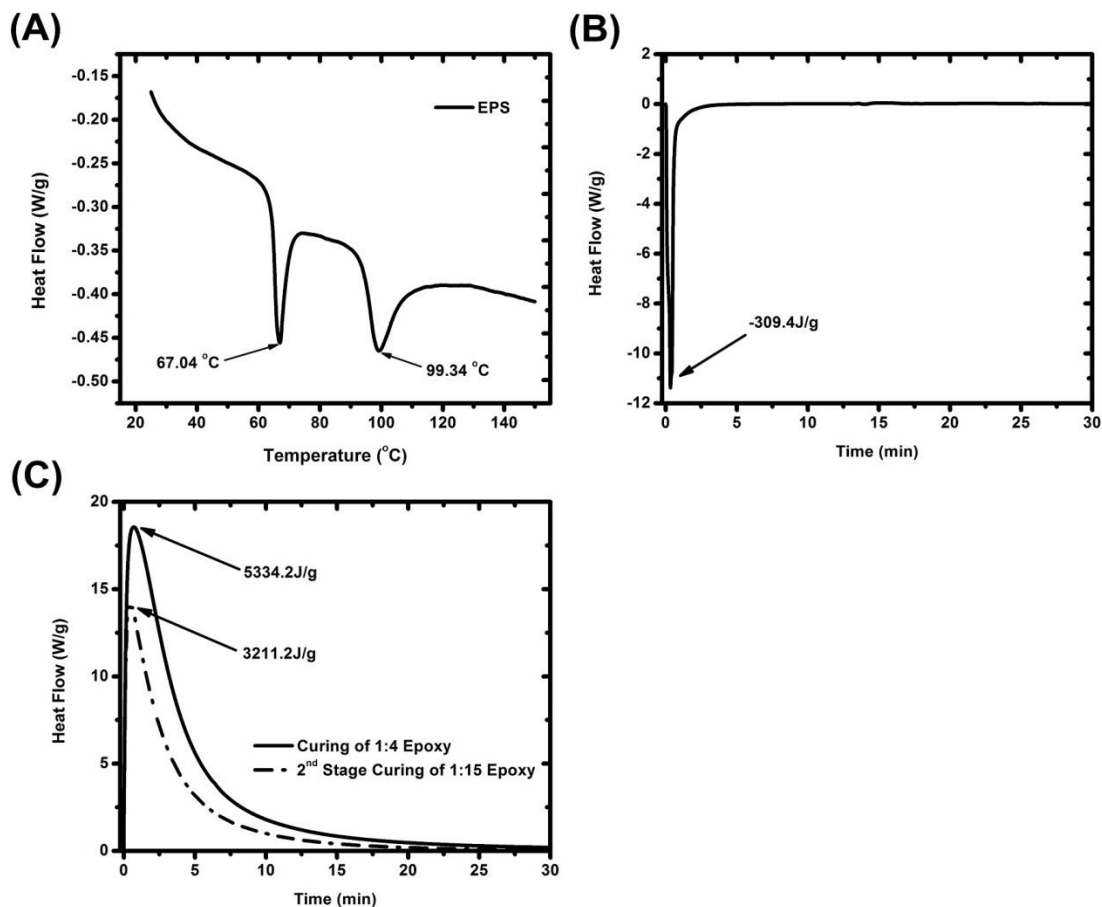 (A)
-0.15
-0.20
-0.25
-0.30
-0.35
-0.40
-0.45
-0.50
Heat Flow (W/g)
EPS
67.04 °C
99.34 °C
20 40 60 80 100 120 140
Temperature (°C)
(B)
2
0
-2
-4
-6
-8
-10
-12
Heat Flow (W/g)
-309.4J/g
0 5 10 15 20 25 30
Time (min)
(C)
20
15
10
5
0
Heat Flow (W/g)
5334.2J/g
3211.2J/g
Curing of 1:4 Epoxy
2nd Stage Curing of 1:15 Epoxy
0 5 10 15 20 25 30
Time (min)